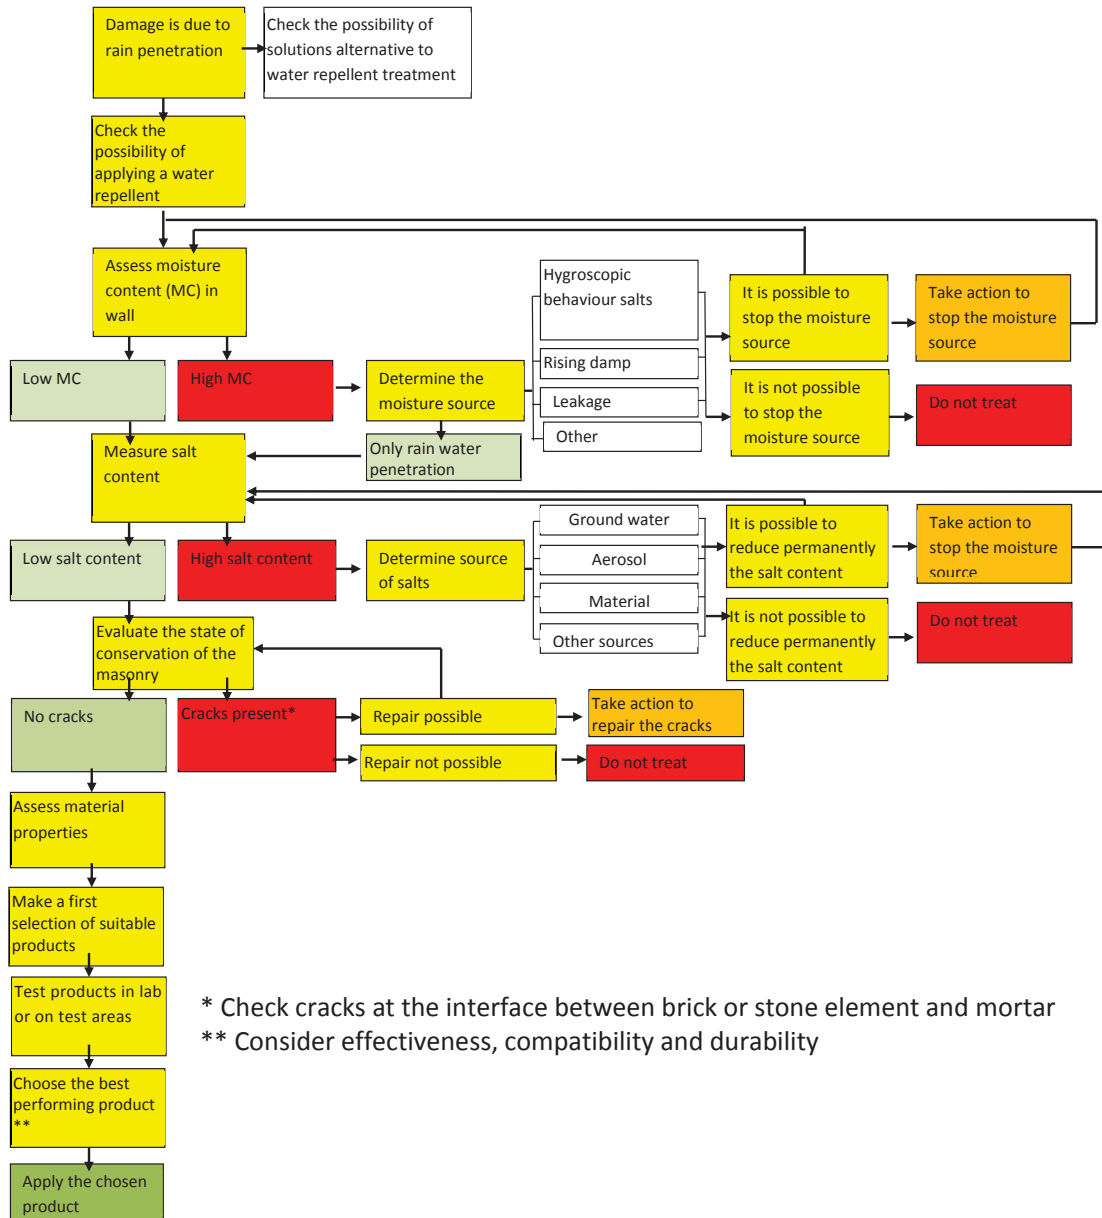 Damage is due to
rain penetration
Check the possibility of
solutions alternative to
water repellent treatment
Check the
possibility of
applying a water
repellent
Assess moisture
content (MC) in
wall
Hygroscopic
behaviour salts
It is possible to
stop the moisture
source
Take action to
stop the moisture
source
Low MC
High MC
Determine the
moisture source
Rising damp
Leakage
Other
It is not possible
to stop the
moisture source
Do not treat
Only rain water
penetration
Measure salt
content
Ground water
Aerosol
Material
Other sources
It is possible to
reduce permanently
the salt content
Take action to
stop the moisture
source
Low salt content
High salt content
Determine source
of salts
It is not possible to
reduce permanently
the salt content
Do not treat
Evaluate the state of
conservation of the
masonry
No cracks
Cracks present*
Repair possible
Take action to
repair the cracks
Repair not possible
Do not treat
Assess material
properties
Make a first
selection of suitable
products
Test products in lab
or on test areas
* Check cracks at the interface between brick or stone element and mortar
** Consider effectiveness, compatibility and durability
Choose the best
performing product
**
Apply the chosen
product